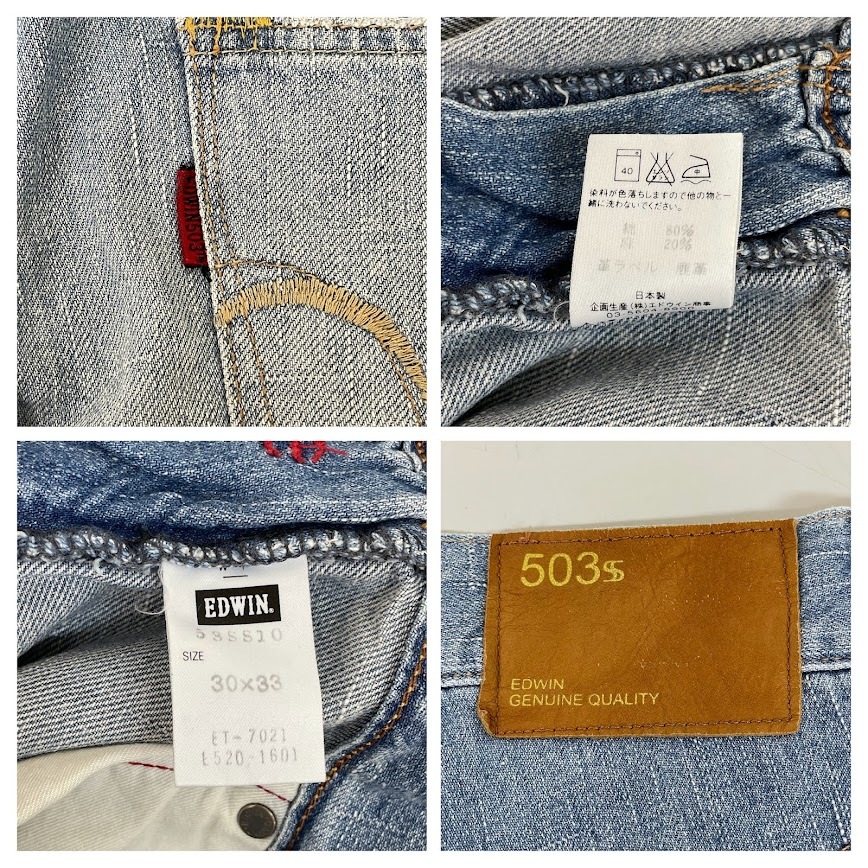 EDWIN503
40
染料が色落ちしますので他の物と一
緒に洗わないでください。
綿 80%
麻 20%
革ラベル 豚革
日本製
企画生産(株)エドウイン商事
EDWIN®
53SS10
SIZE
30×33
ET-7021
E520-1601
503s
EDWIN
GENUINE QUALITY